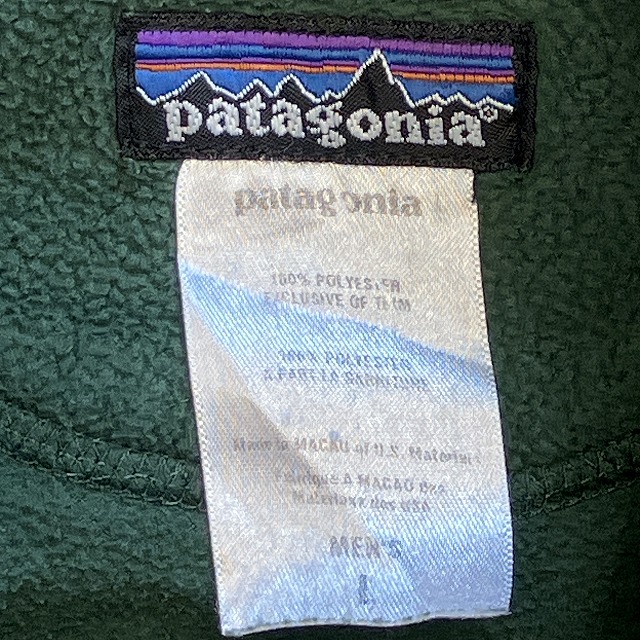 patagonia®
patagonia
100% POLYESTER
EXCLUSIVE OF TRIM
100% POLYESTER
À PART LA GARNITURE
Made in MACAU of U.S. Material
Fabriqué à MACAO des
Materiaux des USA
MEN'S
L